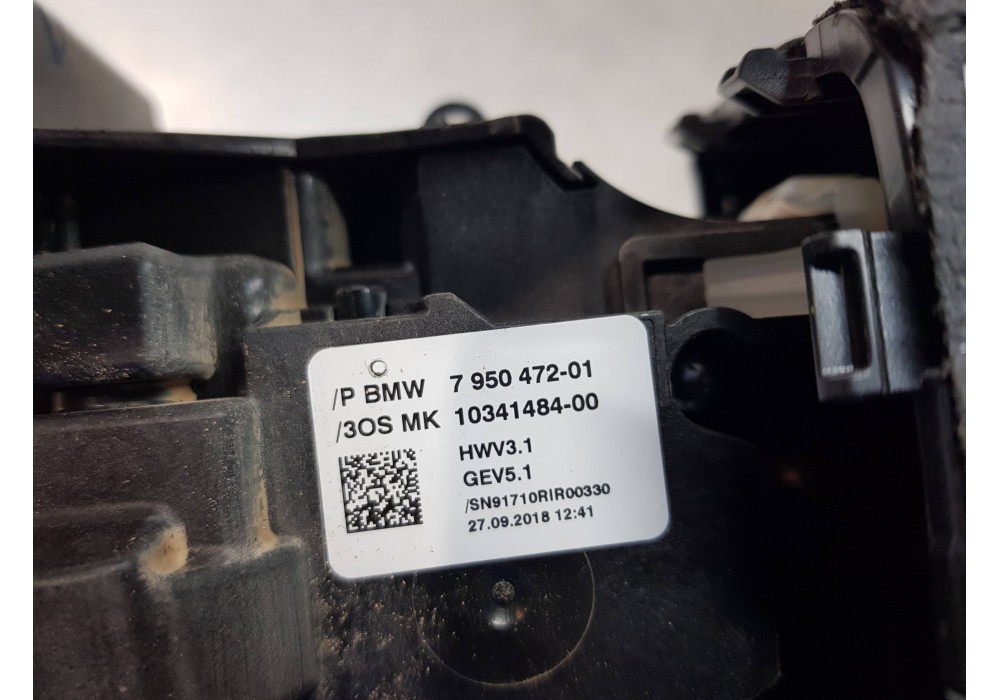 /P BMW 7 950 472-01
/3OS MK 10341484-00
HWV3.1
GEV5.1
/SN91710RIR00330
27.09.2018 12:41